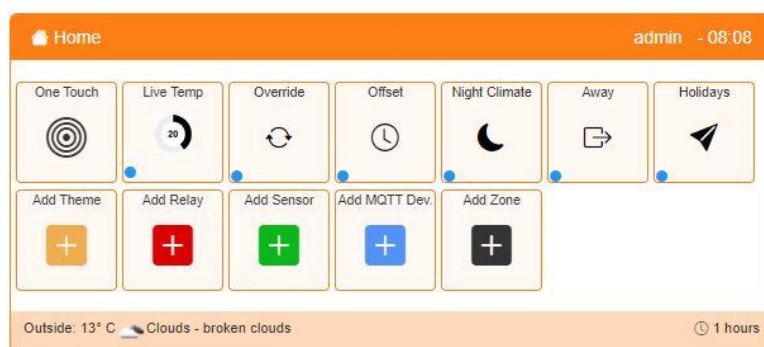 Home
admin - 08:08
One Touch
Live Temp
Override
Offset
Night Climate
Away
Holidays
20
Add Theme
Add Relay
Add Sensor
Add MQTT Dev.
Add Zone
Outside: 13° C Clouds - broken clouds
1 hours